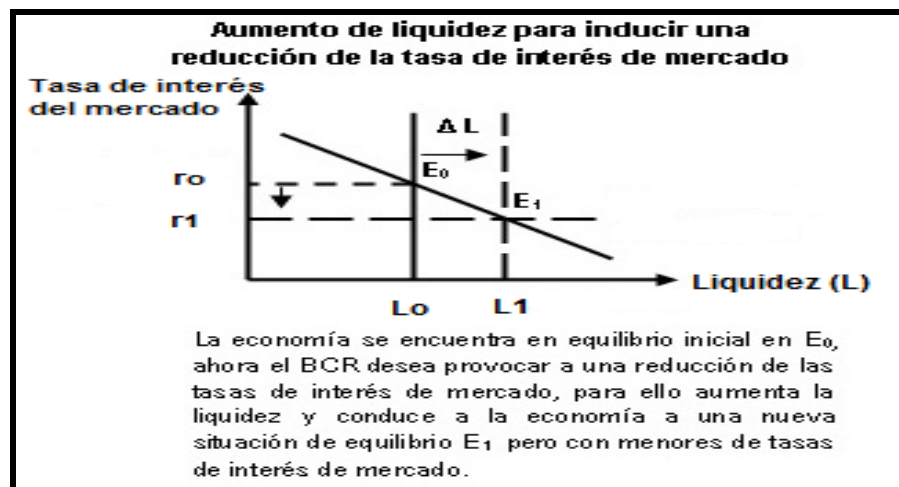 Aumento de liquidez para inducir una
reducción de la tasa de interés de mercado
Tasa de interés
del mercado
Δ L
E₀
ro
E₁
r1
Liquidez (L)
Lo
L1
La economía se encuentra en equilibrio inicial en E₀,
ahora el BCR desea provocar a una reducción de las
tasas de interés de mercado, para ello aumenta la
liquidez y conduce a la economía a una nueva
situación de equilibrio E₁ pero con menores de tasas
de interés de mercado.